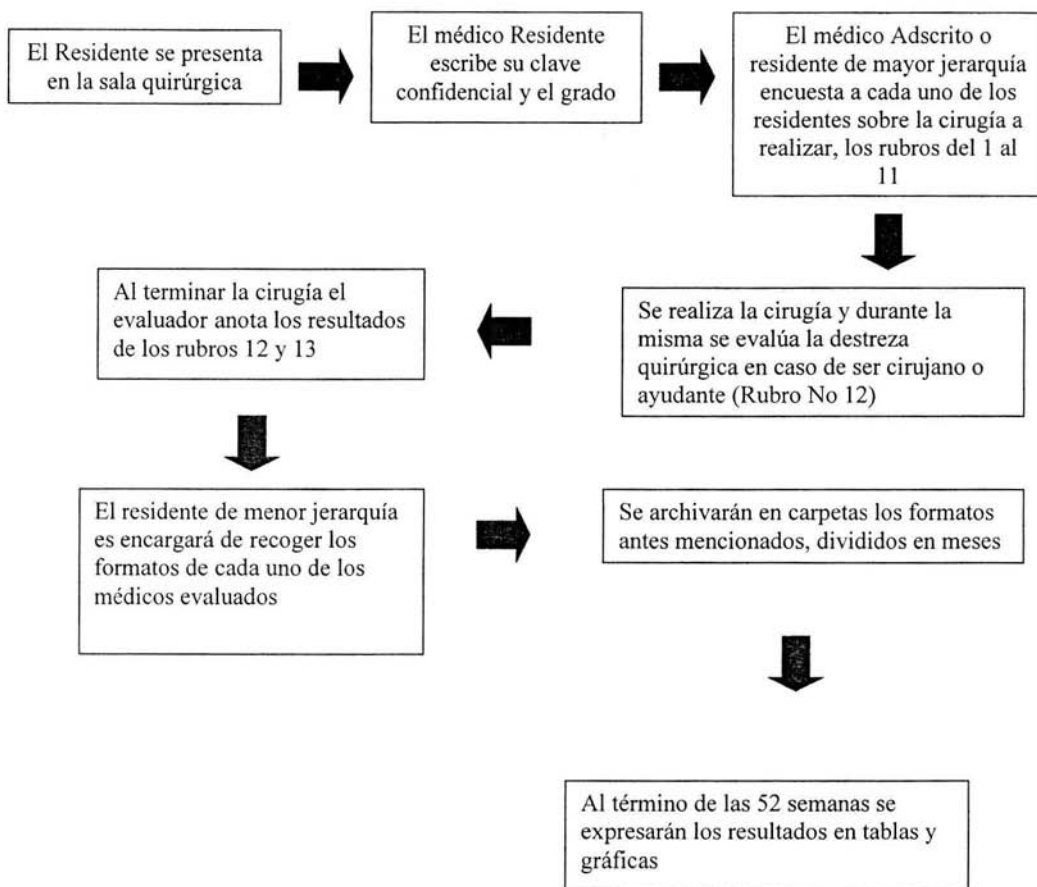 El Residente se presenta
en la sala quirúrgica
El médico Residente
escribe su clave
confidencial y el grado
El médico Adscrito o
residente de mayor jerarquía
encuesta a cada uno de los
residentes sobre la cirugía a
realizar, los rubros del 1 al
11
Se realiza la cirugía y durante la
misma se evalúa la destreza
quirúrgica en caso de ser cirujano o
ayudante (Rubro No 12)
Al terminar la cirugía el
evaluador anota los resultados
de los rubros 12 y 13
El residente de menor jerarquía
es encargará de recoger los
formatos de cada uno de los
médicos evaluados
Se archivarán en carpetas los formatos
antes mencionados, divididos en meses
Al término de las 52 semanas se
expresarán los resultados en tablas y
gráficas